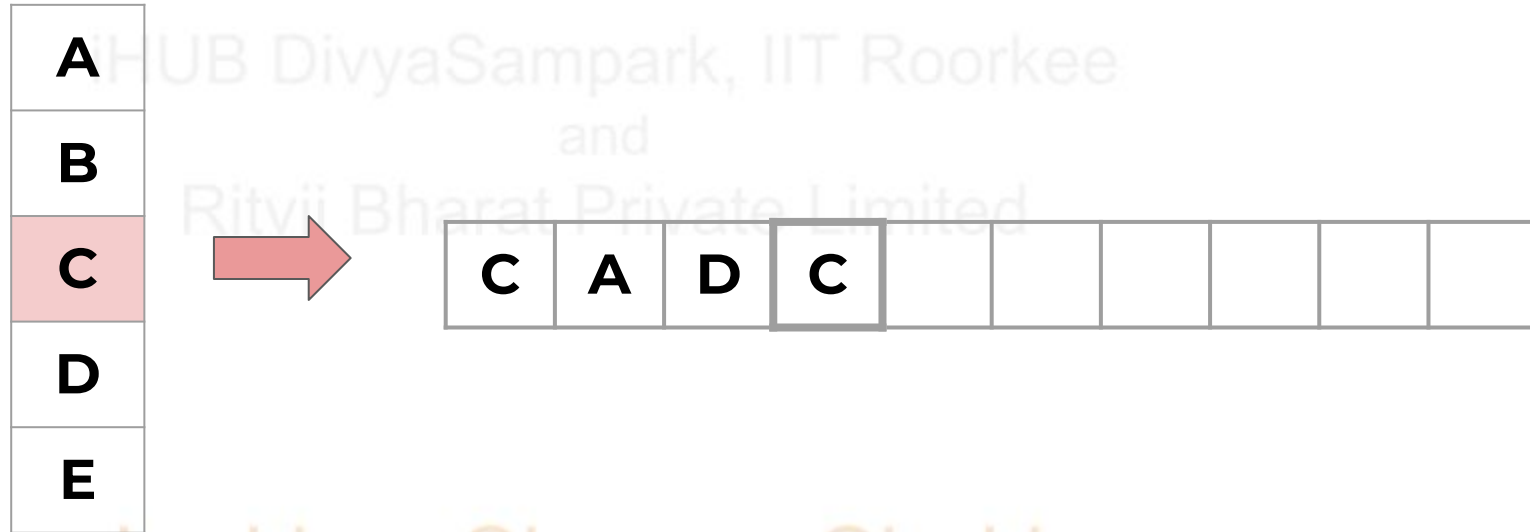 A
iHUB DivyaSampark, IIT Roorkee
and
B
Ritvij Bharat Private Limited
C
C A D C
D
E